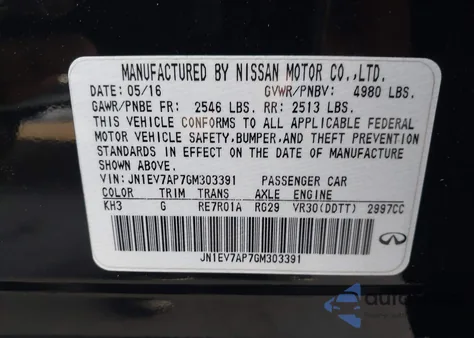 MANUFACTURED BY NISSAN MOTOR CO.,LTD.
DATE: 05/16 GVWR/PNBV: 4980 LBS.
GAWR/PNBE FR: 2546 LBS. RR: 2513 LBS.
THIS VEHICLE CONFORMS TO ALL APPLICABLE FEDERAL
MOTOR VEHICLE SAFETY, BUMPER, AND THEFT PREVENTION
STANDARDS IN EFFECT ON THE DATE OF MANUFACTURE
SHOWN ABOVE.
VIN: JN1EV7AP7GM303391 PASSENGER CAR
COLOR TRIM TRANS AXLE ENGINE
KH3 G RE7R01A RG29 VR30(DDTT) 2997CC
JN1EV7AP7GM303391